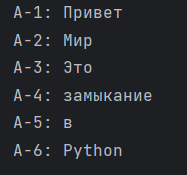 A-1: Привет
A-2: Мир
A-3: Это
A-4: замыкание
A-5: в
A-6: Python